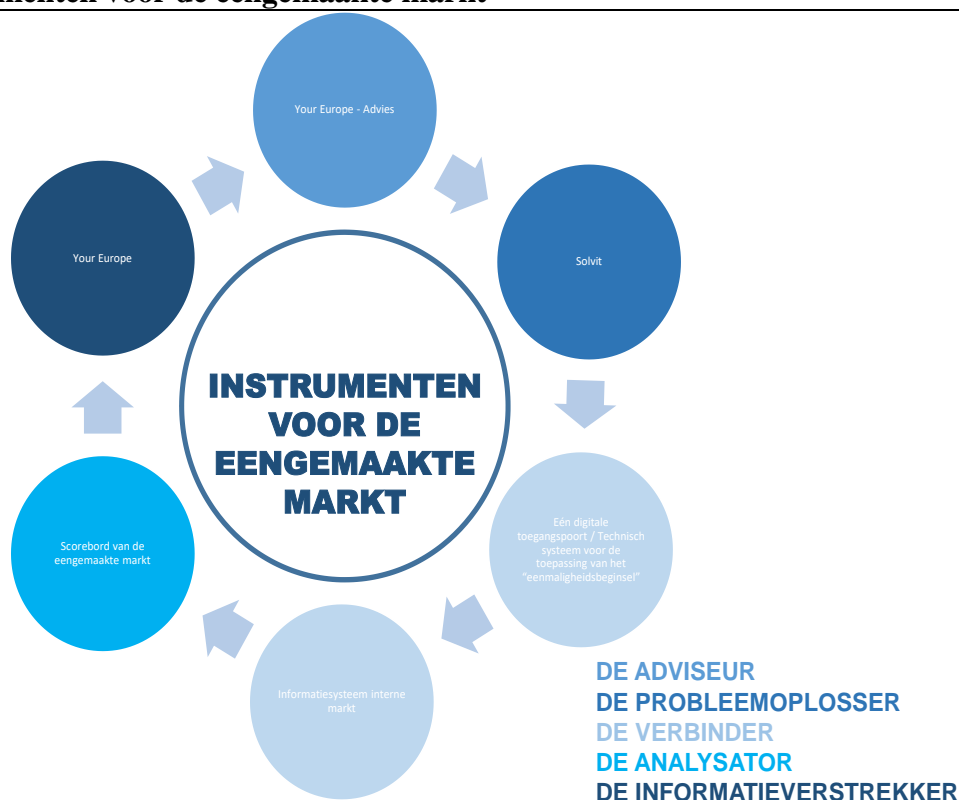 Your Europe - Advies
Your Europe
Solvit
INSTRUMENTEN
VOOR DE
EENGEMAAKTE
MARKT
Scorebord van de
eengemaakte markt
Eén digitale
toegangspoort / Technisch
systeem voor de
toepassing van het
"eenmaligheidsbeginsel"
Informatiesysteem interne
markt
DE ADVISEUR
DE PROBLEEMOPLOSSER
DE VERBINDER
DE ANALYSATOR
DE INFORMATIEVERSTREKKER